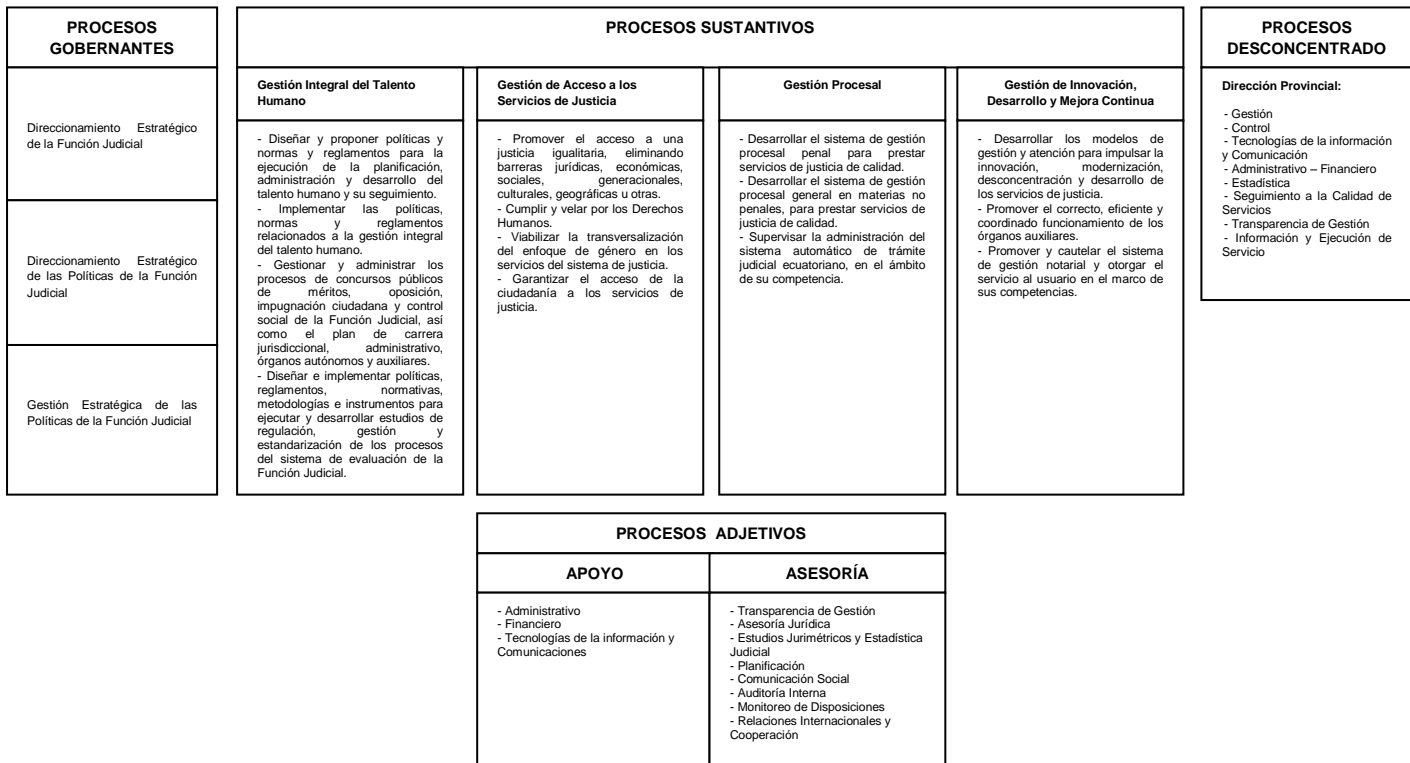 PROCESOS
GOBERNANTES
Direccionamiento Estratégico
de la Función Judicial
Direccionamiento Estratégico
de las Políticas de la Función
Judicial
Gestión Estratégica de las
Políticas de la Función Judicial
PROCESOS SUSTANTIVOS
Gestión Integral del Talento
Humano
- Diseñar y proponer políticas y
normas y reglamentos para la
ejecución de la planificación,
administración y desarrollo del
talento humano y su seguimiento.
- Implementar las políticas,
normas y reglamentos
relacionados a la gestión integral
del talento humano.
- Gestionar y administrar los
procesos de concursos públicos
de méritos, oposición,
impugnación ciudadana y control
social de la Función Judicial, así
como el plan de carrera
jurisdiccional, administrativo,
órganos autónomos y auxiliares.
- Diseñar e implementar políticas,
reglamentos, normativas,
metodologías e instrumentos para
ejecutar y desarrollar estudios de
regulación, gestión y
estandarización de los procesos
del sistema de evaluación de la
Función Judicial.
Gestión de Acceso a los
Servicios de Justicia
- Promover el acceso a una
justicia igualitaria, eliminando
barreras jurídicas, económicas,
sociales, generacionales,
culturales, geográficas u otras.
- Cumplir y velar por los Derechos
Humanos.
- Viabilizar la transversalización
del enfoque de género en los
servicios del sistema de justicia.
- Garantizar el acceso de la
ciudadanía a los servicios de
justicia.
Gestión Procesal
- Desarrollar el sistema de gestión
procesal penal para prestar
servicios de justicia de calidad.
- Desarrollar el sistema de gestión
procesal general en materias no
penales, para prestar servicios de
justicia de calidad.
- Supervisar la administración del
sistema automático de trámite
judicial ecuatoriano, en el ámbito
de su competencia.
Gestión de Innovación,
Desarrollo y Mejora Continua
- Desarrollar los modelos de
gestión y atención para impulsar la
innovación, modernización,
desconcentración y desarrollo de
los servicios de justicia.
- Promover el correcto, eficiente y
coordinado funcionamiento de los
órganos auxiliares.
- Promover y cautelar el sistema
de gestión notarial y otorgar el
servicio al usuario en el marco de
sus competencias.
PROCESOS
DESCONCENTRADO
Dirección Provincial:
- Gestión
- Control
- Tecnologías de la información
y Comunicación
- Administrativo – Financiero
- Estadística
- Seguimiento a la Calidad de
Servicios
- Transparencia de Gestión
- Información y Ejecución de
Servicio
PROCESOS ADJETIVOS
APOYO
- Administrativo
- Financiero
- Tecnologías de la información y
Comunicaciones
ASESORÍA
- Transparencia de Gestión
- Asesoría Jurídica
- Estudios Jurimétricos y Estadística
Judicial
- Planificación
- Comunicación Social
- Auditoría Interna
- Monitoreo de Disposiciones
- Relaciones Internacionales y
Cooperación